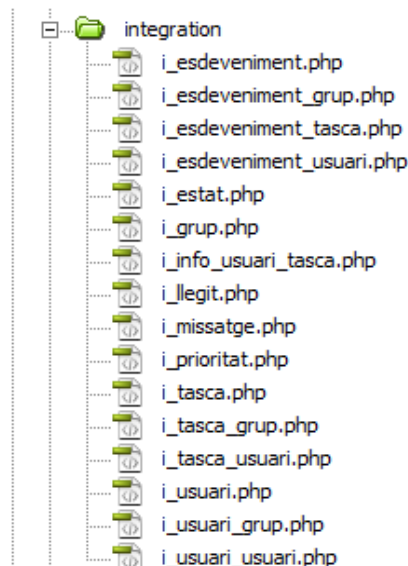 integration
i_esdeveniment.php
i_esdeveniment_grup.php
i_esdeveniment_tasca.php
i_esdeveniment_usuari.php
i_estat.php
i_grup.php
i_info_usuari_tasca.php
i_llegit.php
i_missatge.php
i_prioritat.php
i_tasca.php
i_tasca_grup.php
i_tasca_usuari.php
i_usuari.php
i_usuari_grup.php
i_usuari_usuari.php